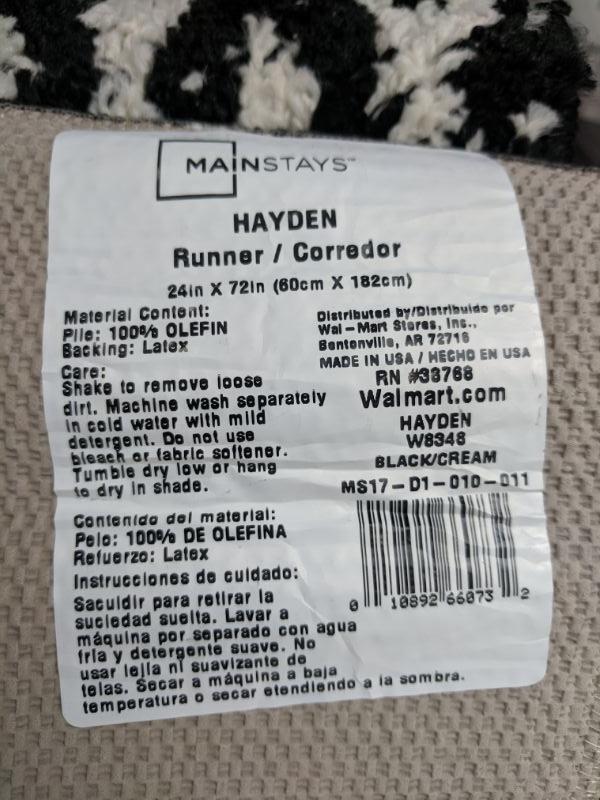 MAINSTAYS™
HAYDEN
Runner / Corredor
24in X 72in (60cm X 182cm)
Material Content:
Pile: 100% OLEFIN
Backing: Latex
Care:
Shake to remove loose
dirt. Machine wash separately
in cold water with mild
detergent. Do not use
bleach or fabric softener.
Tumble dry low or hang
to dry in shade.
Distributed by/Distribuido por
Wal-Mart Stores, Inc.,
Bentonville, AR 72716
MADE IN USA / HECHO EN USA
RN #33768
Walmart.com
HAYDEN
W8348
BLACK/CREAM
MS17-D1-010-011
Contenido del material:
Pelo: 100% DE OLEFINA
Refuerzo: Latex
Instrucciones de cuidado:
Sacuidir para retirar la
suciedad suelta. Lavar a
máquina por separado con agua
fria y detergente suave. No
usar lejia ni suavizante de
telas. Secar a máquina a baja
temperatura o secar etendiendo a la sombra.
0 10892 66073 2